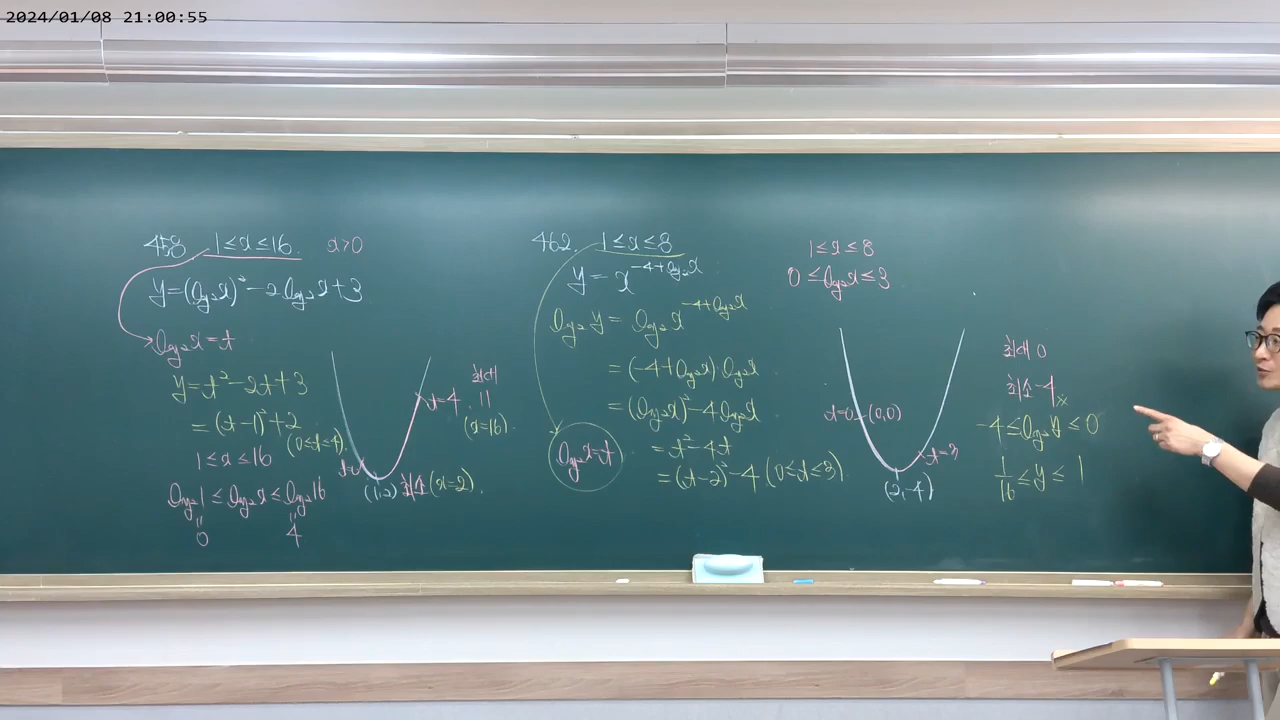 2024/01/08 21:00:55
458 1≤x≤16. x>0
y=(log₂x)²-2log₂x+3
log₂x=t
y=t²-2t+3
=(t-1)²+2
(0≤t≤4)
1≤x≤16
log₂1≤log₂x≤log₂16
"
"
0
4
t=0
t=4
(1,2) 최소 (x=2).
최대
11
(x=16).
462. 1≤x≤8
y=x^(-4+log₂x)
log₂y=log₂x^(-4+log₂x)
=(-4+log₂x)·log₂x
=(log₂x)²-4log₂x
log₂x=t
=t²-4t
=(t-2)²-4 (0≤t≤3)
1≤x≤8
0≤log₂x≤3
t=0 (0,0)
t=3
(2,-4)
최대 0
최소 -4
x
-4≤log₂y≤0
1/16≤y≤1